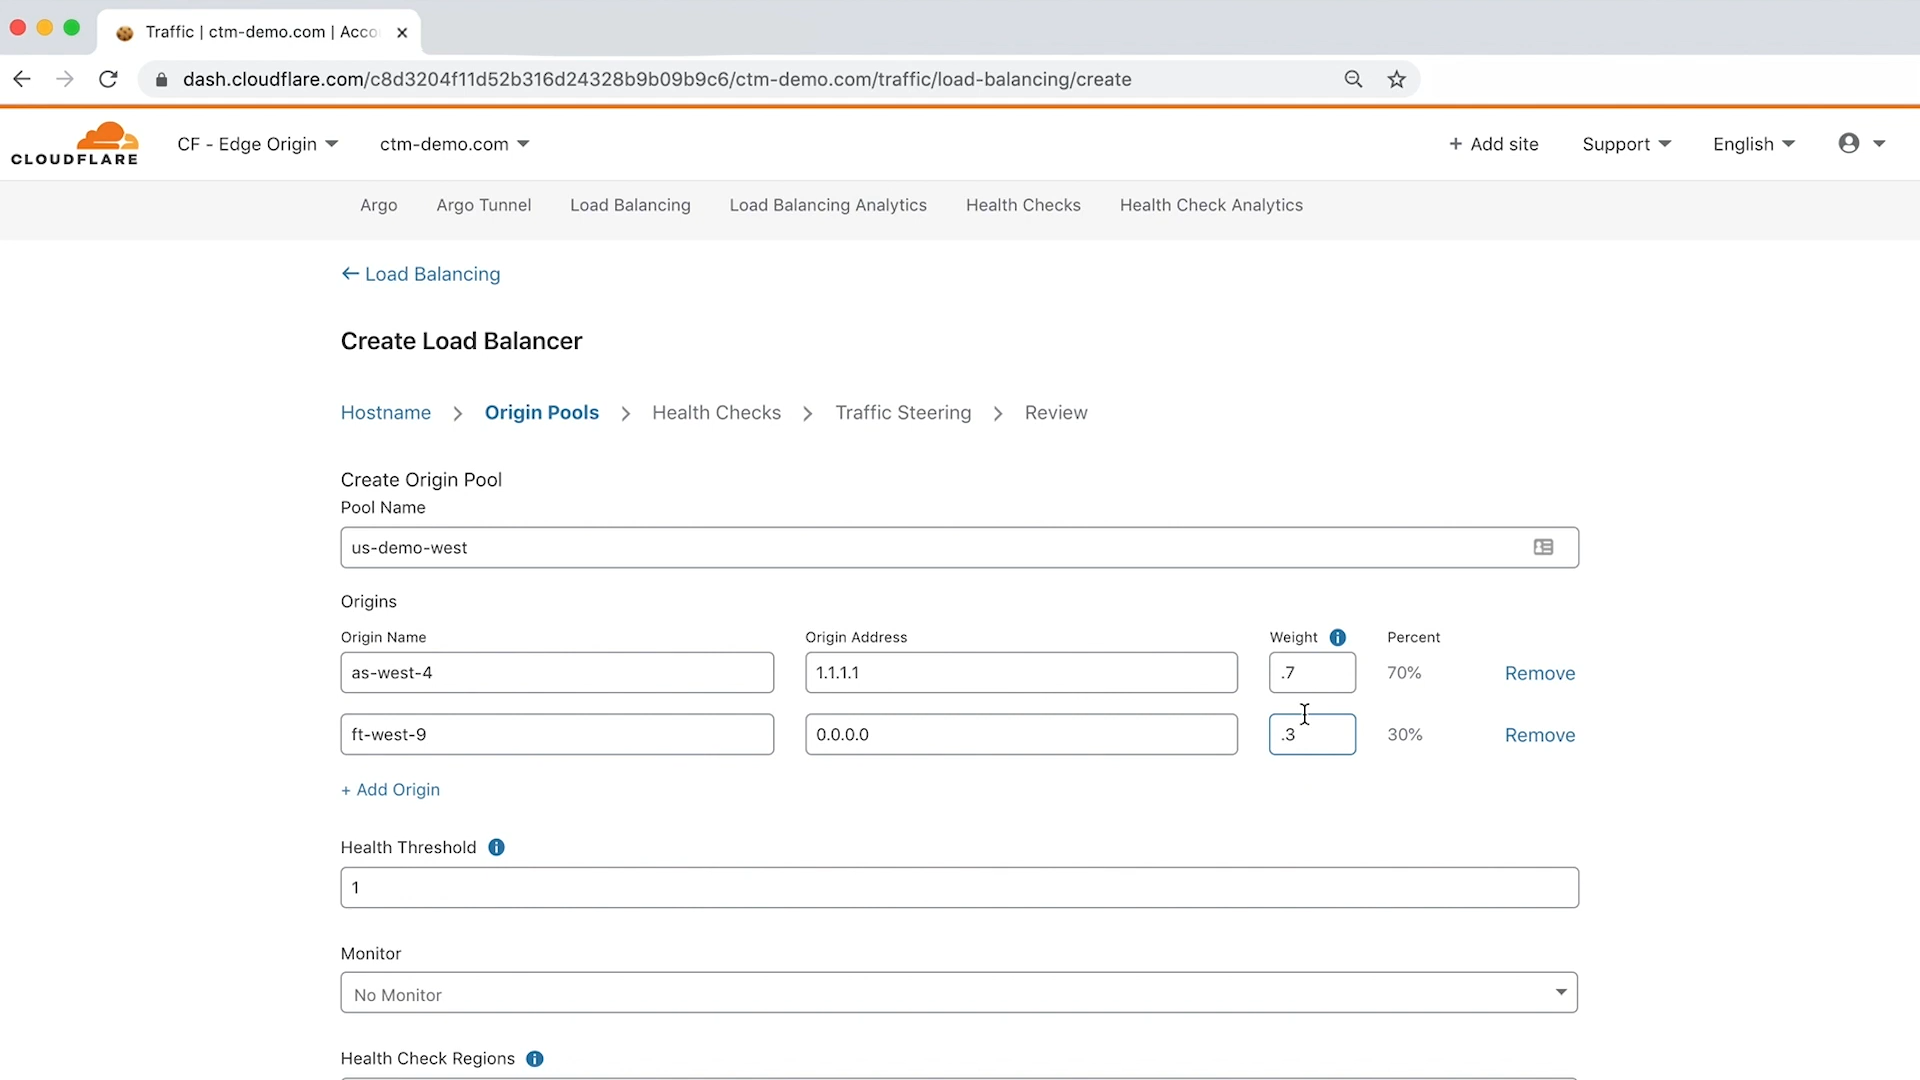 Traffic | ctm-demo.com | Acco
dash.cloudflare.com/c8d3204f11d52b316d24328b9b09b9c6/ctm-demo.com/traffic/load-balancing/create
CLOUDFLARE
CF - Edge Origin
ctm-demo.com
+ Add site
Support
English
Argo
Argo Tunnel
Load Balancing
Load Balancing Analytics
Health Checks
Health Check Analytics
← Load Balancing
Create Load Balancer
Hostname > Origin Pools > Health Checks > Traffic Steering > Review
Create Origin Pool
Pool Name
us-demo-west
Origins
Origin Name
Origin Address
Weight
Percent
as-west-4
1.1.1.1
.7
70%
Remove
ft-west-9
0.0.0.0
.3
30%
Remove
+ Add Origin
Health Threshold
1
Monitor
No Monitor
Health Check Regions